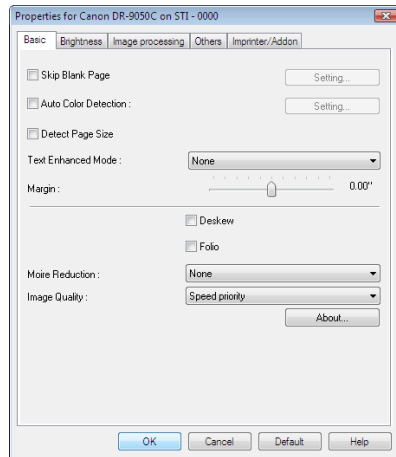 Properties for Canon DR-9050C on STI - 0000
Basic Brightness Image processing Others Imprinter/Addon
Skip Blank Page Setting...
Auto Color Detection : Setting...
Detect Page Size
Text Enhanced Mode : None
Margin : 0.00"
Deskew
Folio
Moire Reduction : None
Image Quality : Speed priority
About...
OK Cancel Default Help